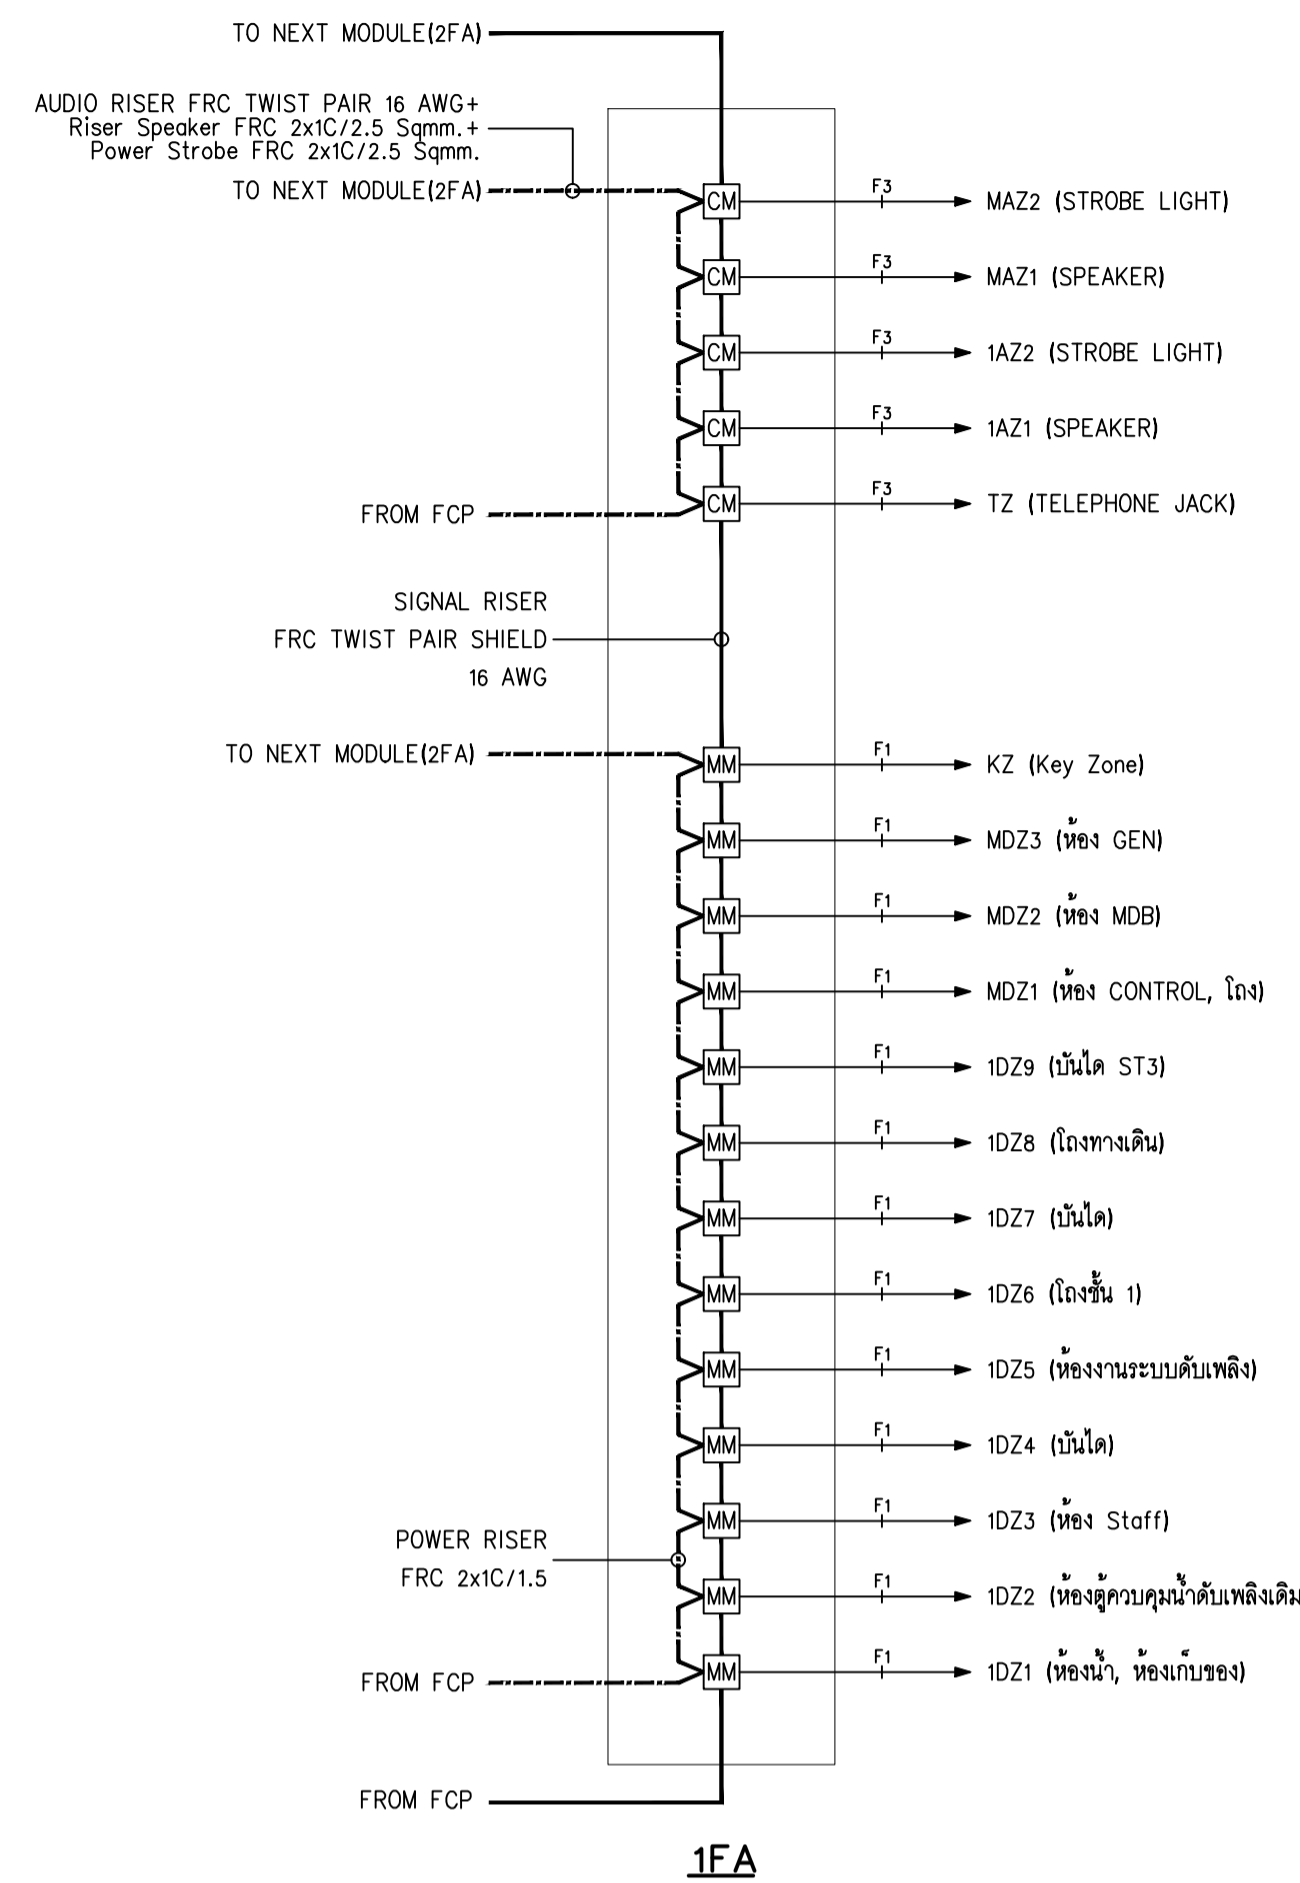 TO NEXT MODULE(2FA)
AUDIO RISER FRC TWIST PAIR 16 AWG+
Riser Speaker FRC 2x1C/2.5 Sqmm.+
Power Strobe FRC 2x1C/2.5 Sqmm.
TO NEXT MODULE(2FA)
CM F3 MAZ2 (STROBE LIGHT)
CM F3 MAZ1 (SPEAKER)
CM F3 1AZ2 (STROBE LIGHT)
CM F3 1AZ1 (SPEAKER)
CM F3 TZ (TELEPHONE JACK)
FROM FCP
SIGNAL RISER
FRC TWIST PAIR SHIELD
16 AWG
TO NEXT MODULE(2FA)
MM F1 KZ (Key Zone)
MM F1 MDZ3 (ห้อง GEN)
MM F1 MDZ2 (ห้อง MDB)
MM F1 MDZ1 (ห้อง CONTROL, โถง)
MM F1 1DZ9 (บันได ST3)
MM F1 1DZ8 (โถงทางเดิน)
MM F1 1DZ7 (บันได)
MM F1 1DZ6 (โถงชั้น 1)
MM F1 1DZ5 (ห้องงานระบบดับเพลิง)
MM F1 1DZ4 (บันได)
MM F1 1DZ3 (ห้อง Staff)
POWER RISER
FRC 2x1C/1.5
MM F1 1DZ2 (ห้องตู้ควบคุมน้ำดับเพลิงเดิม
MM F1 1DZ1 (ห้องน้ำ, ห้องเก็บของ)
FROM FCP
FROM FCP
1FA